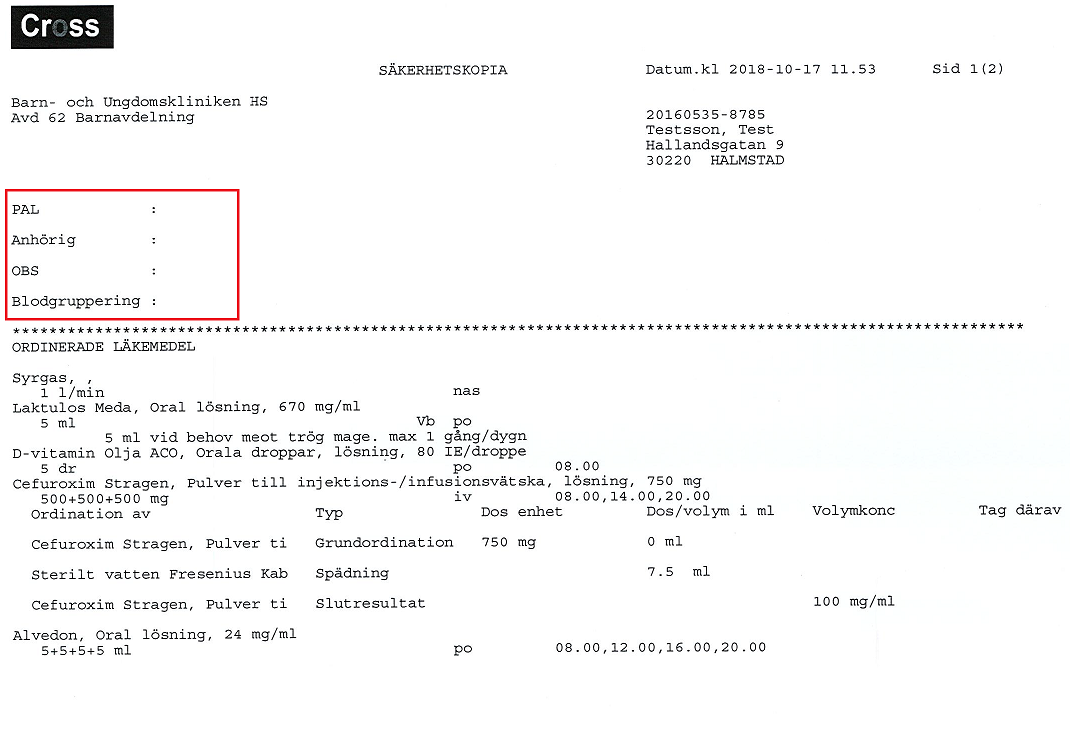 Cross
SÄKERHETSKOPIA Datum.kl 2018-10-17 11.53 Sid 1(2)
Barn- och Ungdomskliniken HS
Avd 62 Barnavdelning
20160535-8785
Testsson, Test
Hallandsgatan 9
30220 HALMSTAD
PAL :
Anhörig :
OBS :
Blodgruppering :
**************************************************************************************************************
ORDINERADE LÄKEMEDEL
Syrgas, ,
1 l/min nas
Laktulos Meda, Oral lösning, 670 mg/ml
5 ml Vb po
5 ml vid behov meot trög mage. max 1 gång/dygn
D-vitamin Olja ACO, Orala droppar, lösning, 80 IE/droppe
5 dr po 08.00
Cefuroxim Stragen, Pulver till injektions-/infusionsvätska, lösning, 750 mg
500+500+500 mg iv 08.00,14.00,20.00
Ordination av Typ Dos enhet Dos/volym i ml Volymkonc Tag därav
Cefuroxim Stragen, Pulver ti Grundordination 750 mg 0 ml
Sterilt vatten Fresenius Kab Spädning 7.5 ml
Cefuroxim Stragen, Pulver ti Slutresultat 100 mg/ml
Alvedon, Oral lösning, 24 mg/ml
5+5+5+5 ml po 08.00,12.00,16.00,20.00